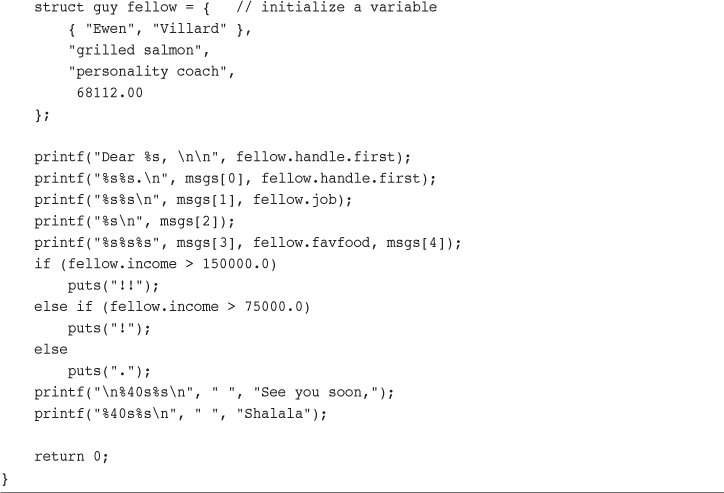 struct guy fellow = {   // initialize a variable
    { "Ewen", "Villard" },
    "grilled salmon",
    "personality coach",
     68112.00
};

printf("Dear %s, \n\n", fellow.handle.first);
printf("%s%s.\n", msgs[0], fellow.handle.first);
printf("%s%s\n", msgs[1], fellow.job);
printf("%s\n", msgs[2]);
printf("%s%s%s", msgs[3], fellow.favfood, msgs[4]);
if (fellow.income > 150000.0)
    puts("!!");
else if (fellow.income > 75000.0)
    puts("!");
else
    puts(".");
printf("\n%40s%s\n", " ", "See you soon,");
printf("%40s%s\n", " ", "Shalala");

return 0;
}